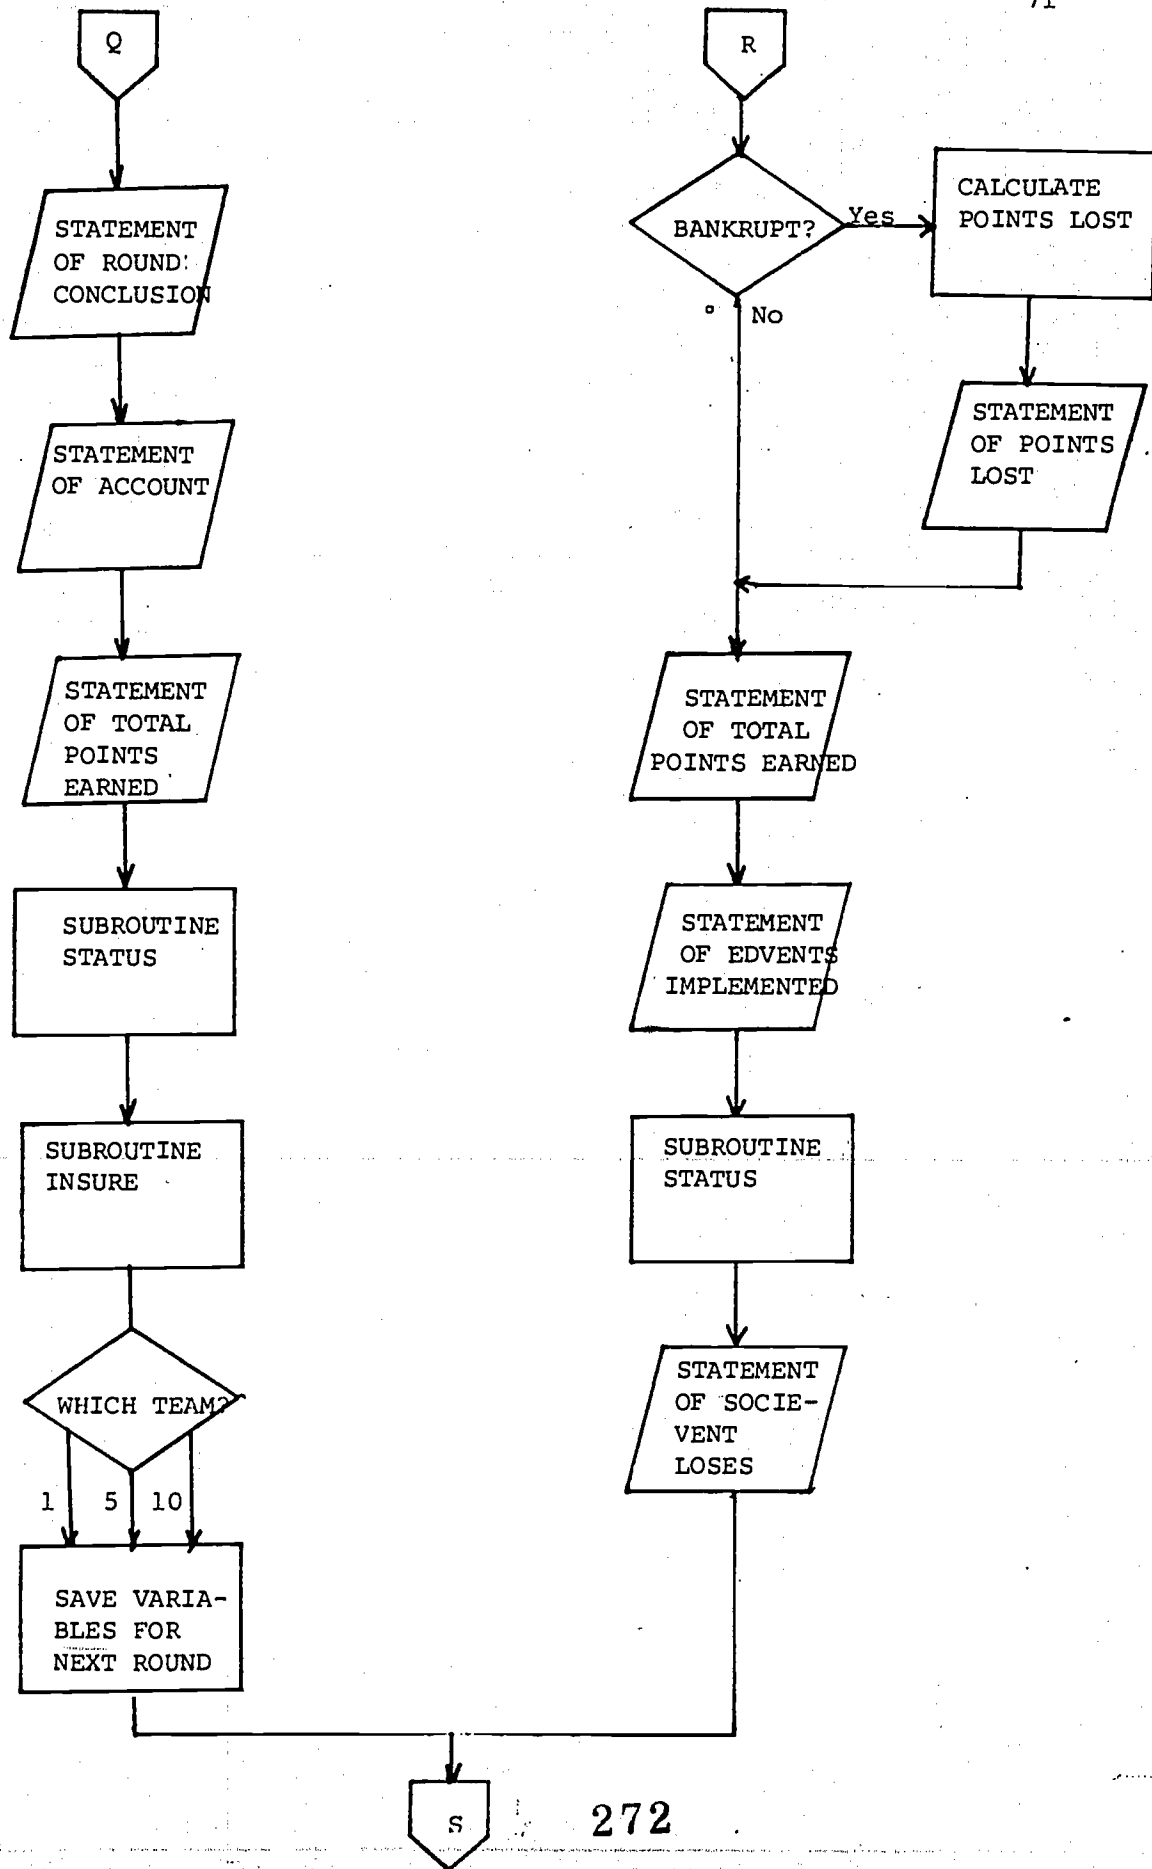 71
Q
STATEMENT
OF ROUND
CONCLUSION
STATEMENT
OF ACCOUNT
STATEMENT
OF TOTAL
POINTS
EARNED
SUBROUTINE
STATUS
SUBROUTINE
INSURE
WHICH TEAM?
1 5 10
SAVE VARIA-
BLES FOR
NEXT ROUND
R
BANKRUPT?
Yes
No
CALCULATE
POINTS LOST
STATEMENT
OF POINTS
LOST
STATEMENT
OF TOTAL
POINTS EARNED
STATEMENT
OF EDVENTS
IMPLEMENTED
SUBROUTINE
STATUS
STATEMENT
OF SOCIE-
VENT
LOSES
S
272